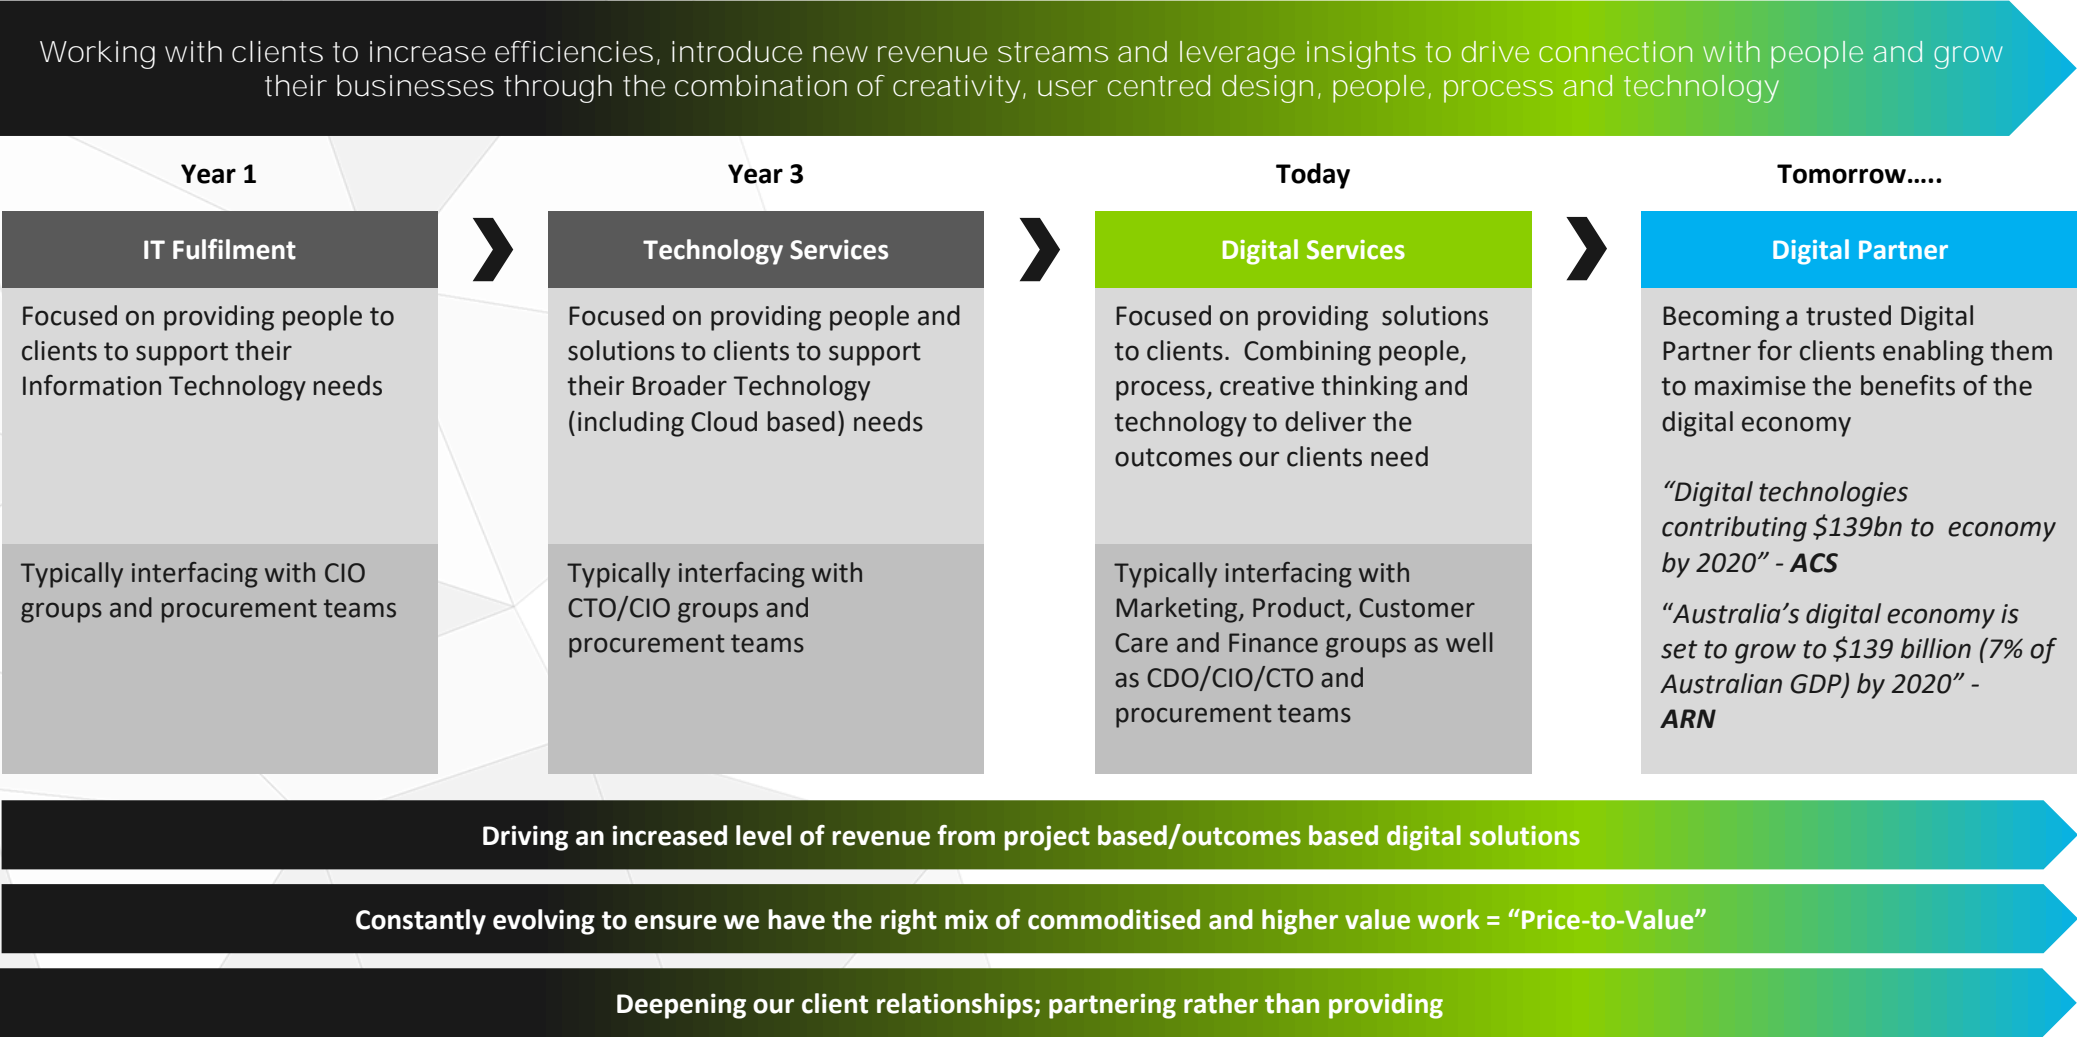 Working with clients to increase efficiencies, introduce new revenue streams and leverage insights to drive connection with people and grow
their businesses through the combination of creativity, user centred design, people, process and technology
Year 1
Year 3
Today
Tomorrow…..
IT Fulfilment
Technology Services
Digital Services
Digital Partner
Focused on providing people to
clients to support their
Information Technology needs
Typically interfacing with CIO
groups and procurement teams
Focused on providing people and
solutions to clients to support
their Broader Technology
(including Cloud based) needs
Typically interfacing with
CTO/CIO groups and
procurement teams
Focused on providing solutions
to clients. Combining people,
process, creative thinking and
technology to deliver the
outcomes our clients need
Typically interfacing with
Marketing, Product, Customer
Care and Finance groups as well
as CDO/CIO/CTO and
procurement teams
Becoming a trusted Digital
Partner for clients enabling them
to maximise the benefits of the
digital economy
“Digital technologies
contributing $139bn to economy
by 2020” - ACS
“Australia’s digital economy is
set to grow to $139 billion (7% of
Australian GDP) by 2020” -
ARN
Driving an increased level of revenue from project based/outcomes based digital solutions
Constantly evolving to ensure we have the right mix of commoditised and higher value work = “Price-to-Value”
Deepening our client relationships; partnering rather than providing